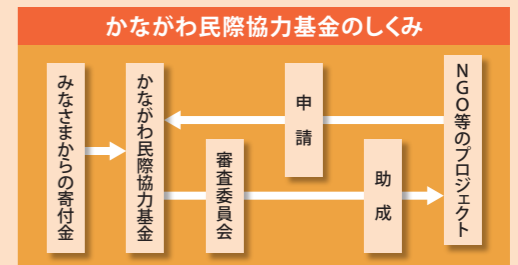 かながわ民際協力基金のしくみ
みなさまからの寄付金
かながわ民際協力基金
審査委員会
申請
助成
NGO等のプロジェクト